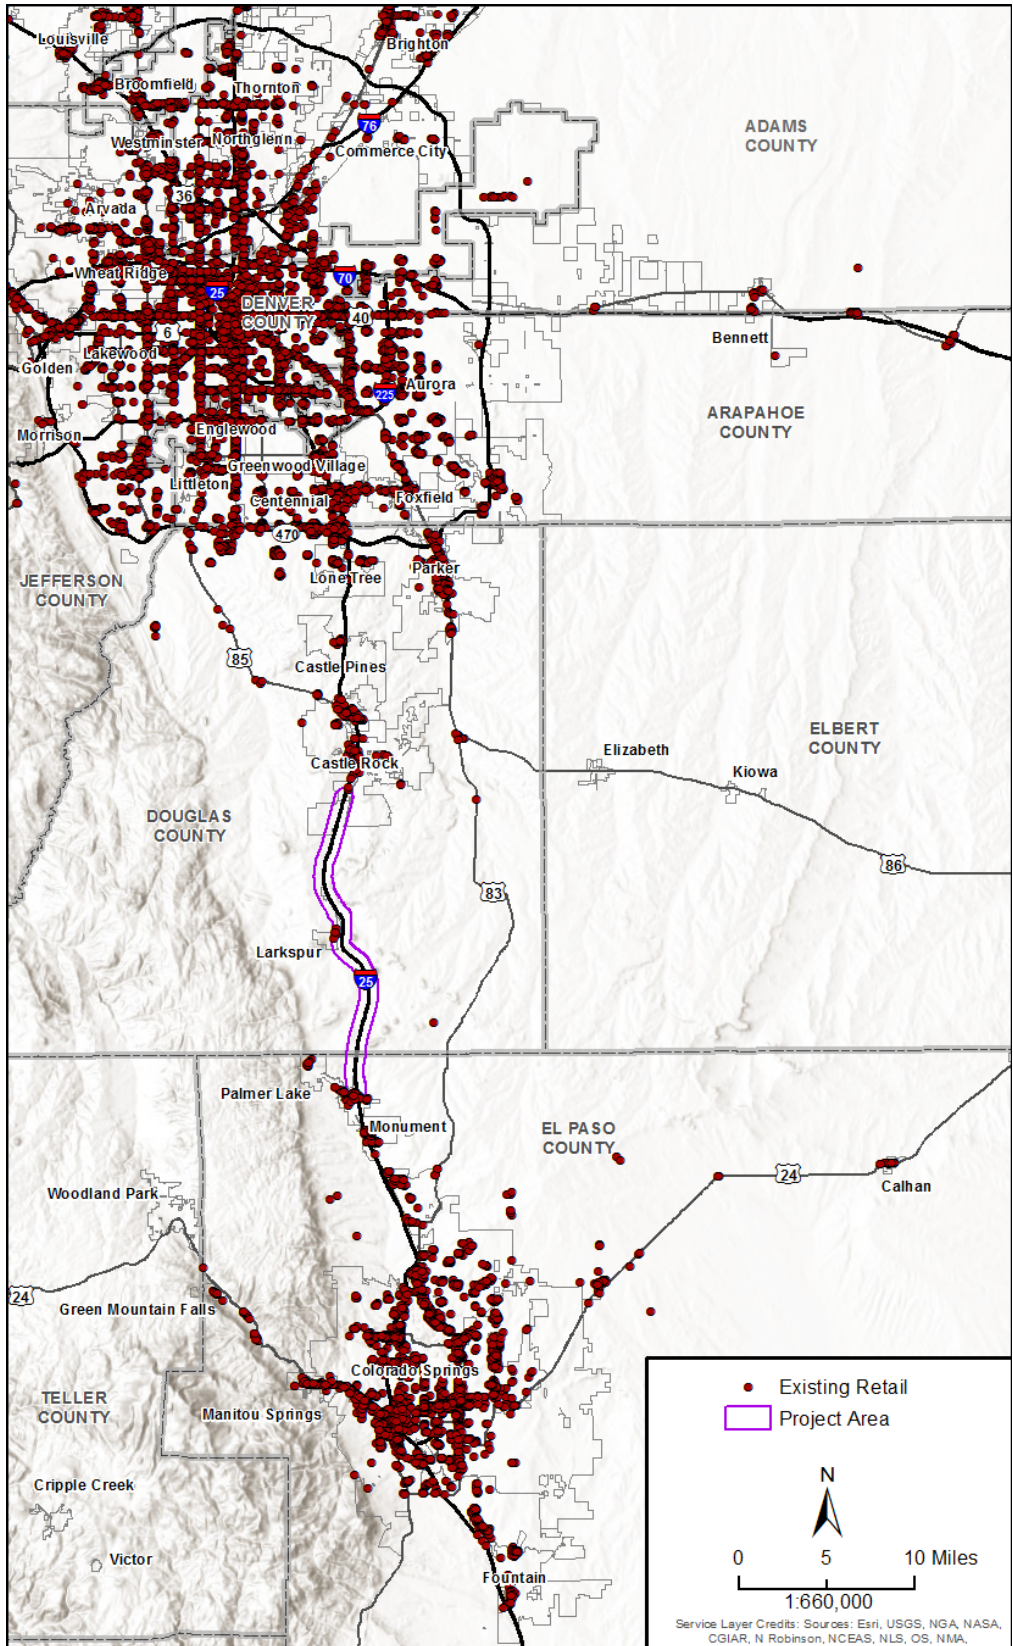 Louisville
Brighton
Broomfield
Thornton
76
Westminster
Northglenn
Commerce City
ADAMS
COUNTY
36
Arvada
Wheat Ridge
70
25
DENVER
COUNTY
40
6
Bennett
Lakewood
Golden
Aurora
225
ARAPAHOE
COUNTY
Morrison
Englewood
Greenwood Village
Littleton
Centennial
Foxfield
470
JEFFERSON
COUNTY
Lone Tree
Parker
85
Castle Pines
ELBERT
COUNTY
Elizabeth
Castle Rock
Kiowa
DOUGLAS
COUNTY
86
83
Larkspur
25
Palmer Lake
Monument
EL PASO
COUNTY
24
Calhan
Woodland Park
24
Green Mountain Falls
Colorado Springs
TELLER
COUNTY
Manitou Springs
Cripple Creek
Victor
Fountain
Existing Retail
Project Area
N
0 5 10 Miles
1:660,000
Service Layer Credits: Sources: Esri, USGS, NGA, NASA,
CGIAR, N Robinson, NCEAS, NLS, OS, NMA,